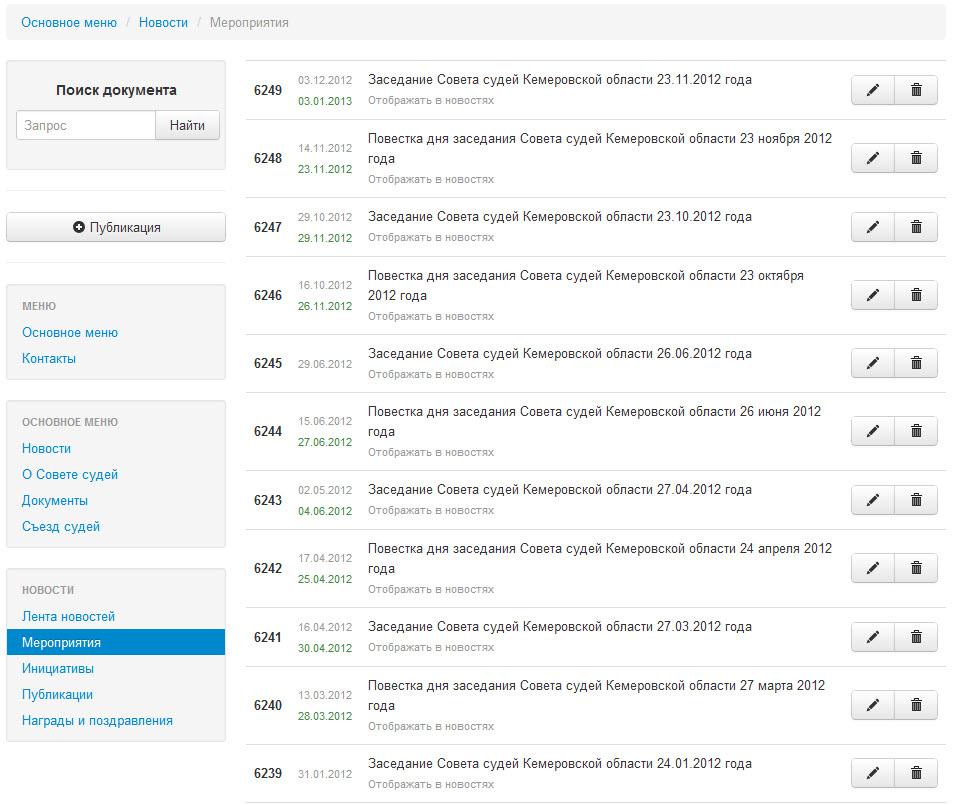 Основное меню / Новости / Мероприятия
Поиск документа
Запрос
Найти
Публикация
МЕНЮ
Основное меню
Контакты
ОСНОВНОЕ МЕНЮ
Новости
О Совете судей
Документы
Съезд судей
НОВОСТИ
Лента новостей
Мероприятия
Инициативы
Публикации
Награды и поздравления
6249
03.12.2012
03.01.2013
Заседание Совета судей Кемеровской области 23.11.2012 года
Отображать в новостях
6248
14.11.2012
23.11.2012
Повестка дня заседания Совета судей Кемеровской области 23 ноября 2012
года
Отображать в новостях
6247
29.10.2012
29.11.2012
Заседание Совета судей Кемеровской области 23.10.2012 года
Отображать в новостях
6246
16.10.2012
26.11.2012
Повестка дня заседания Совета судей Кемеровской области 23 октября
2012 года
Отображать в новостях
6245
29.06.2012
Заседание Совета судей Кемеровской области 26.06.2012 года
Отображать в новостях
6244
15.06.2012
27.06.2012
Повестка дня заседания Совета судей Кемеровской области 26 июня 2012
года
Отображать в новостях
6243
02.05.2012
04.06.2012
Заседание Совета судей Кемеровской области 27.04.2012 года
Отображать в новостях
6242
17.04.2012
25.04.2012
Повестка дня заседания Совета судей Кемеровской области 24 апреля 2012
года
Отображать в новостях
6241
16.04.2012
30.04.2012
Заседание Совета судей Кемеровской области 27.03.2012 года
Отображать в новостях
6240
13.03.2012
28.03.2012
Повестка дня заседания Совета судей Кемеровской области 27 марта 2012
года
Отображать в новостях
6239
31.01.2012
Заседание Совета судей Кемеровской области 24.01.2012 года
Отображать в новостях